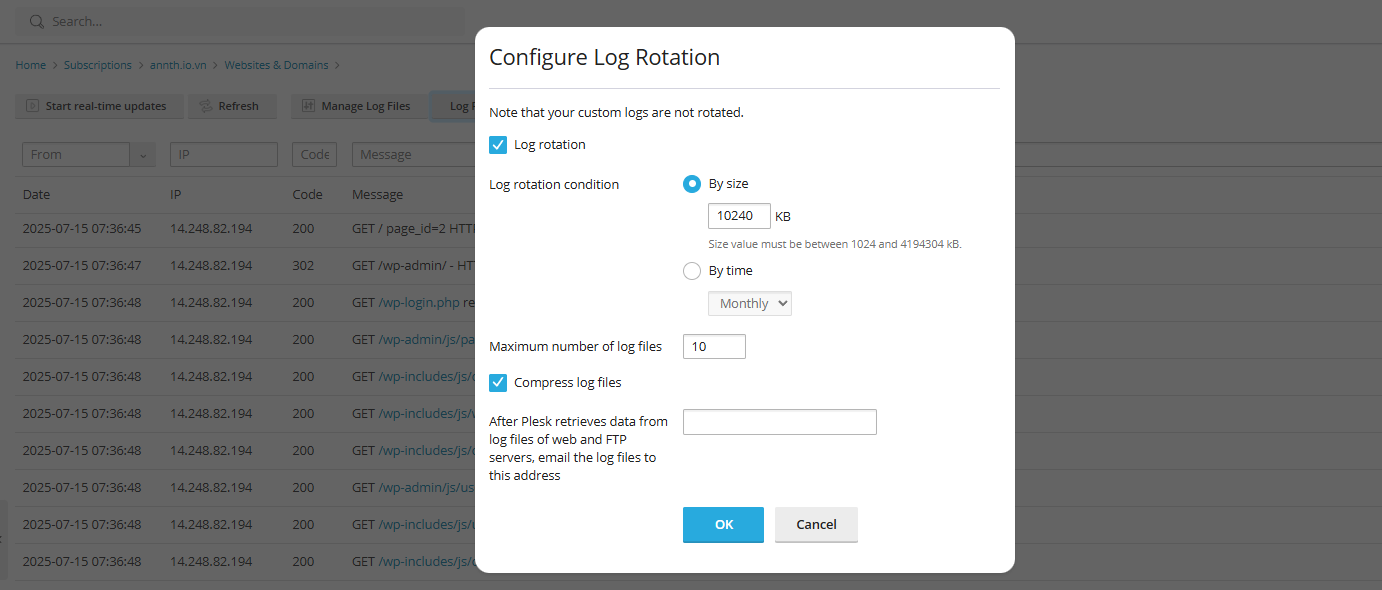 Search...
Home > Subscriptions > annth.io.vn > Websites & Domains >
Start real-time updates Refresh Manage Log Files Log
From IP Code Message
Date IP Code Message
2025-07-15 07:36:45 14.248.82.194 200 GET / page_id=2 HTT
2025-07-15 07:36:47 14.248.82.194 302 GET /wp-admin/ - HT
2025-07-15 07:36:48 14.248.82.194 200 GET /wp-login.php re
2025-07-15 07:36:48 14.248.82.194 200 GET /wp-admin/js/pa
2025-07-15 07:36:48 14.248.82.194 200 GET /wp-includes/js/
2025-07-15 07:36:48 14.248.82.194 200 GET /wp-includes/js/
2025-07-15 07:36:48 14.248.82.194 200 GET /wp-includes/js/
2025-07-15 07:36:48 14.248.82.194 200 GET /wp-admin/js/us
2025-07-15 07:36:48 14.248.82.194 200 GET /wp-includes/js/
2025-07-15 07:36:48 14.248.82.194 200 GET /wp-includes/js/
Configure Log Rotation
Note that your custom logs are not rotated.
Log rotation
Log rotation condition
By size
10240 KB
Size value must be between 1024 and 4194304 kB.
By time
Monthly
Maximum number of log files 10
Compress log files
After Plesk retrieves data from
log files of web and FTP
servers, email the log files to
this address
OK Cancel